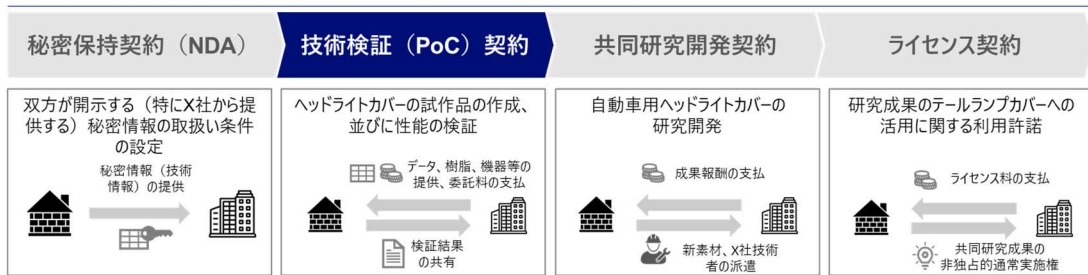 秘密保持契約（NDA）
技術検証（PoC）契約
共同研究開発契約
ライセンス契約
双方が開示する（特にX社から提
供する）秘密情報の取扱い条件
の設定
秘密情報（技術
情報）の提供
ヘッドライトカバーの試作品の作成、
並びに性能の検証
データ、樹脂、機器等の
提供、委託料の支払
検証結果
の共有
自動車用ヘッドライトカバーの
研究開発
成果報酬の支払
新素材、X社技術
者の派遣
研究成果のテールランプカバーへの
活用に関する利用許諾
ライセンス料の支払
共同研究成果の
非独占的通常実施権